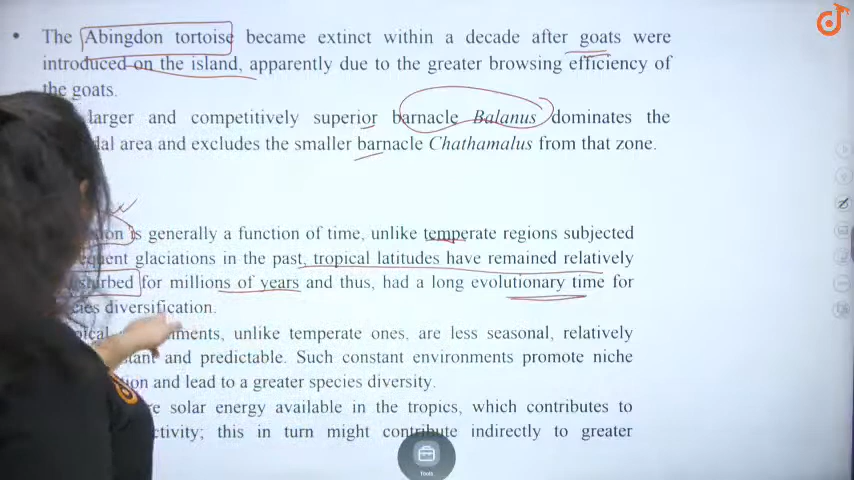 • The Abingdon tortoise became extinct within a decade after goats were
introduced on the island, apparently due to the greater browsing efficiency of
the goats.
larger and competitively superior barnacle Balanus dominates the
area and excludes the smaller barnacle Chathamalus from that zone.
is generally a function of time, unlike temperate regions subjected
glaciations in the past, tropical latitudes have remained relatively
for millions of years and thus, had a long evolutionary time for
diversification.
unlike temperate ones, are less seasonal, relatively
and predictable. Such constant environments promote niche
and lead to a greater species diversity.
solar energy available in the tropics, which contributes to
this in turn might contribute indirectly to greater
Tools